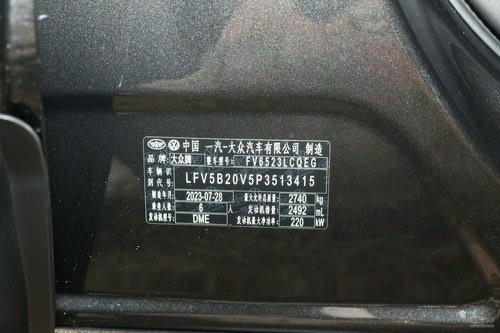 中国 一汽-大众汽车有限公司 制造
品牌 大众牌 整车型号 FV6523LCQEG
车辆识别代号 LFV5B20V5P3513415
制造年月 2023-07-28 最大允许总质量 2740 kg
乘坐人数 6 人 发动机排量 2492 mL
发动机型号 DME 发动机最大净功率 220 kW